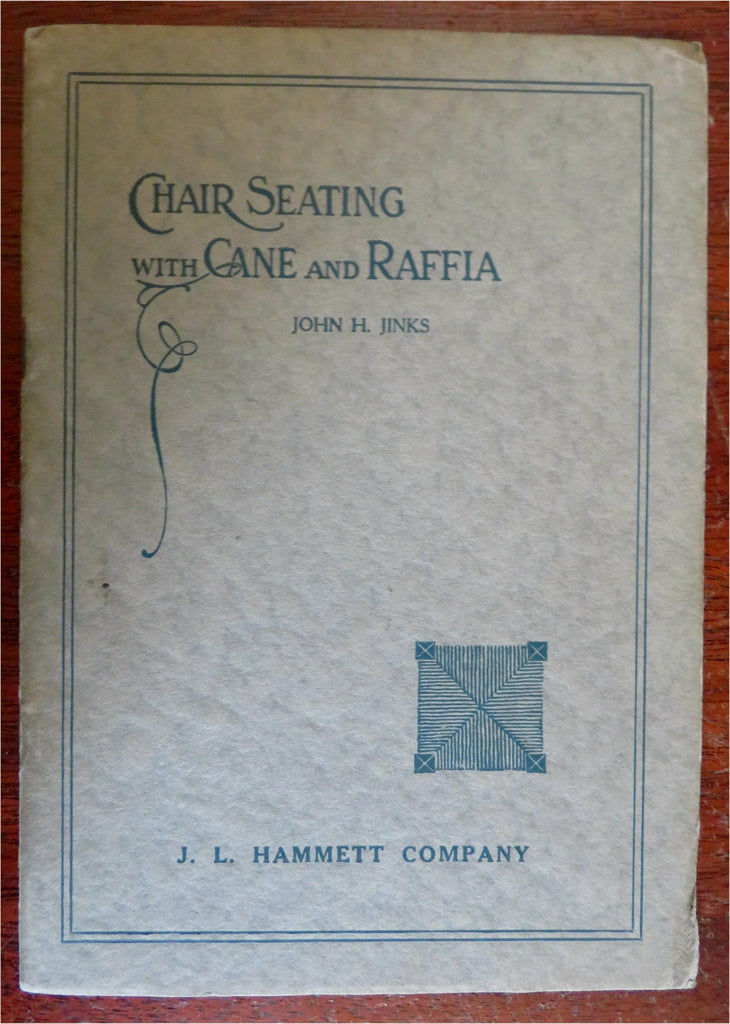 CHAIR SEATING
WITH CANE AND RAFFIA
JOHN H. JINKS
J. L. HAMMETT COMPANY